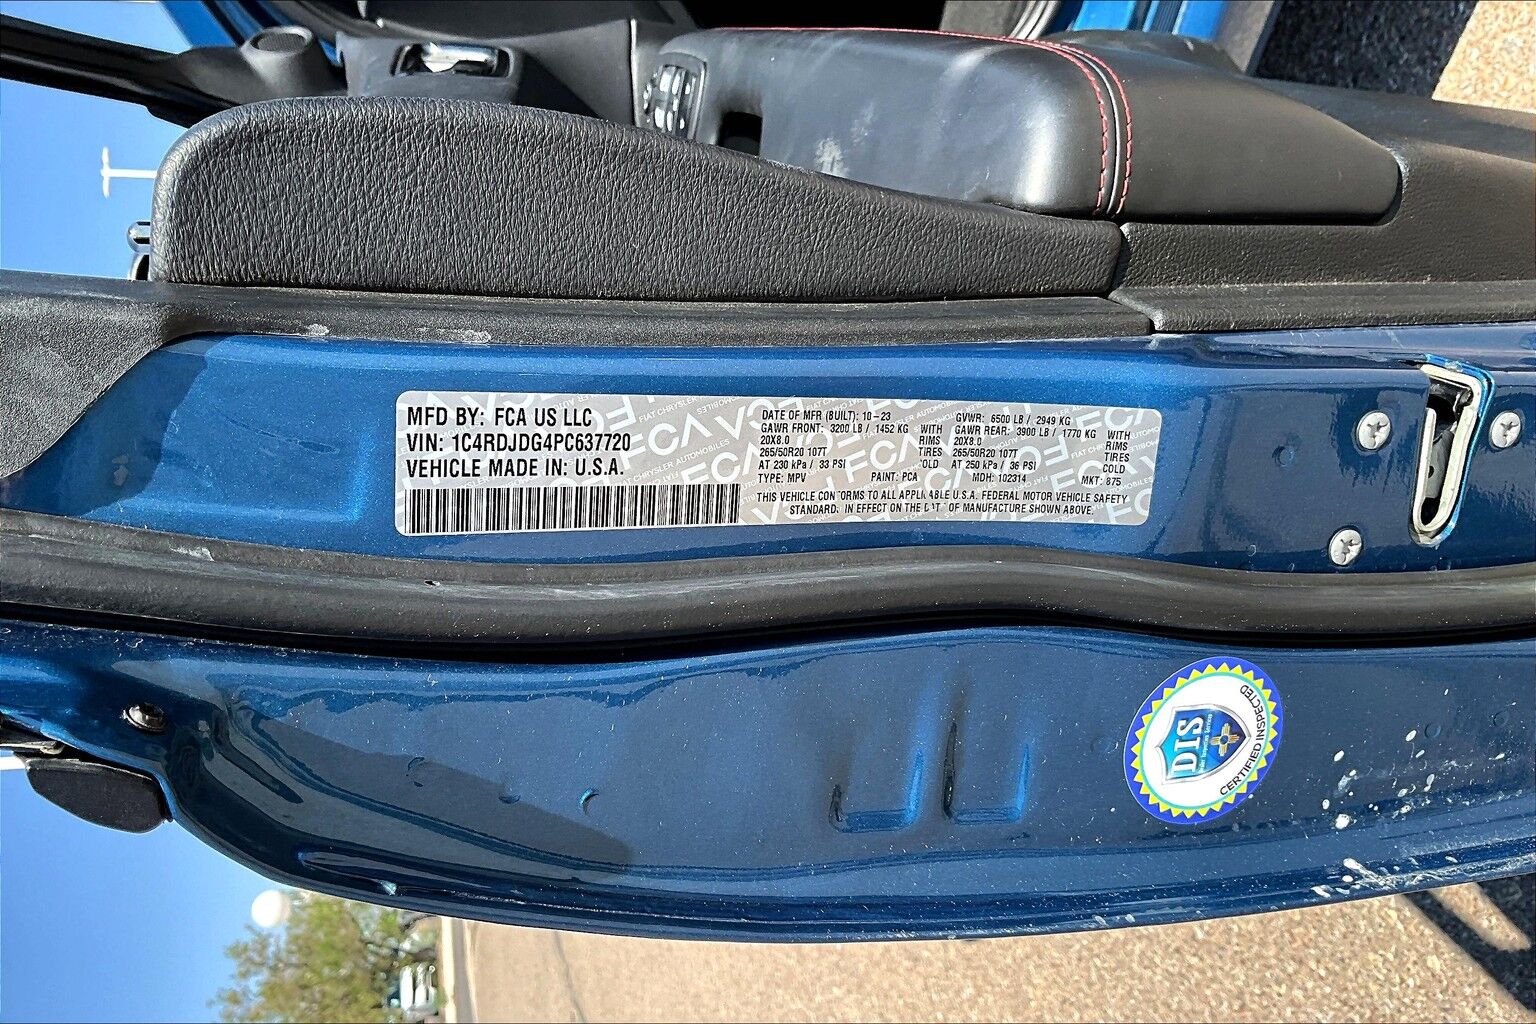 MFD BY: FCA US LLC
VIN: 1C4RDJDG4PC637720
VEHICLE MADE IN: U.S.A.
DATE OF MFR (BUILT): 10-23 GVWR: 6500 LB / 2949 KG
GAWR FRONT: 3200 LB / 1452 KG WITH GAWR REAR: 3900 LB / 1770 KG WITH
20X8.0 RIMS 20X8.0 RIMS
265/50R20 107T TIRES 265/50R20 107T TIRES
AT 230 kPa / 33 PSI COLD AT 250 kPa / 36 PSI COLD
TYPE: MPV PAINT: PCA MDH: 102314 MKT: 875
THIS VEHICLE CONFORMS TO ALL APPLICABLE U.S.A. FEDERAL MOTOR VEHICLE SAFETY
STANDARDS IN EFFECT ON THE DATE OF MANUFACTURE SHOWN ABOVE.
FCA
FIAT CHRYSLER AUTOMOBILES
DIS
CERTIFIED INSPECTED